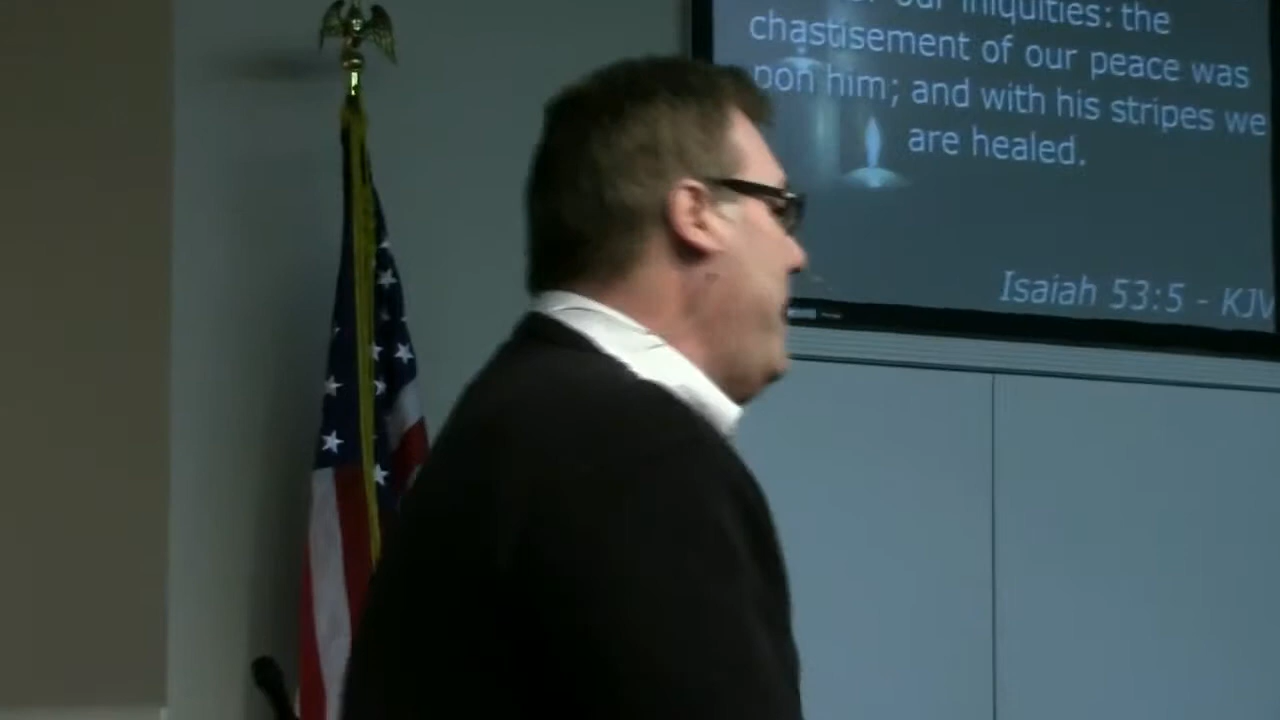 our iniquities: the
chastisement of our peace was
pon him; and with his stripes we
are healed.
Isaiah 53:5 - KJV